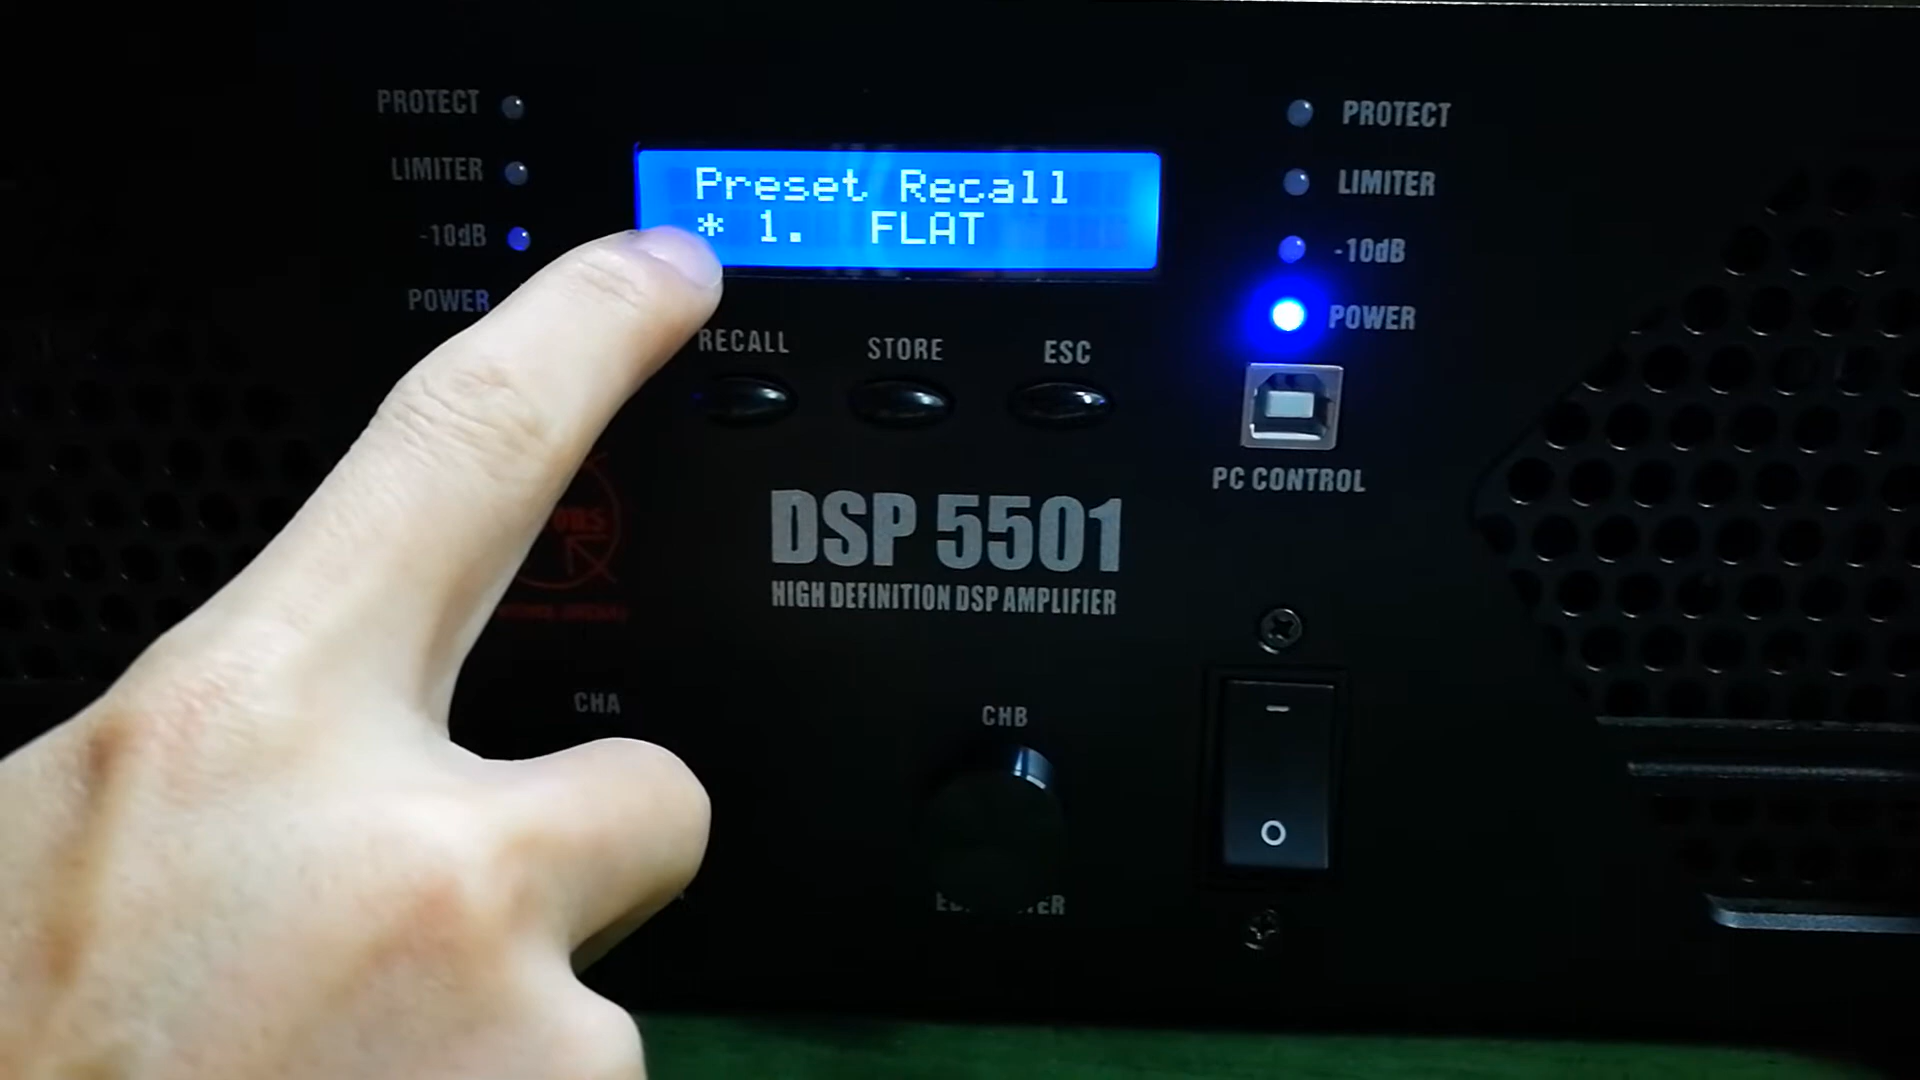 PROTECT
LIMITER
-10dB
POWER
Preset Recall
* 1. FLAT
PROTECT
LIMITER
-10dB
POWER
RECALL
STORE
ESC
PC CONTROL
DSP 5501
HIGH DEFINITION DSP AMPLIFIER
CHA
CHB